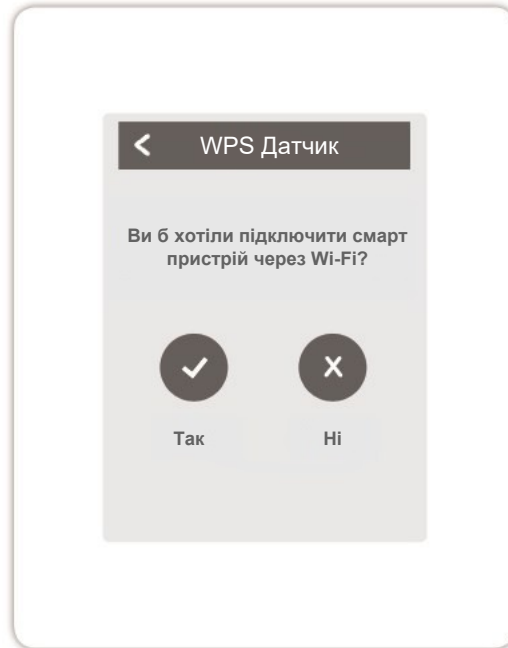 WPS Датчик
Ви б хотіли підключити смарт
пристрій через Wi-Fi?
Так
Ні